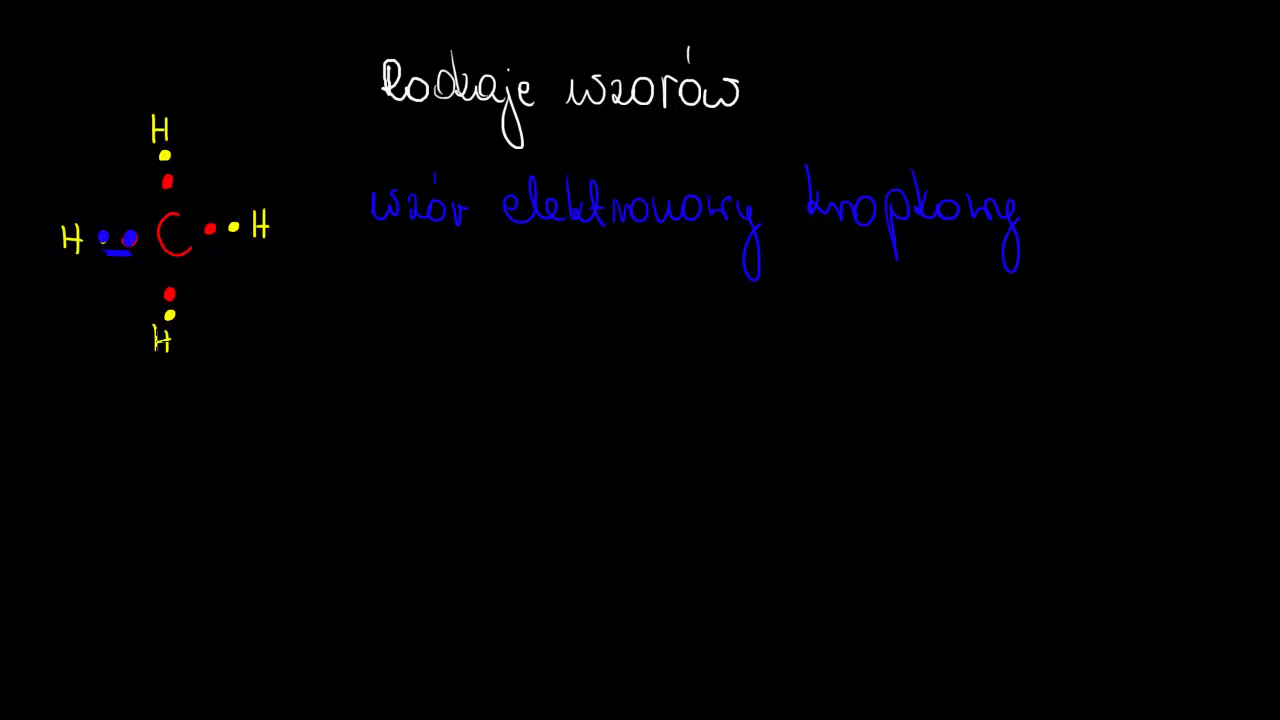 Rodzaje wzorów
wzór elektronowy kropkowy
H
H C H
H